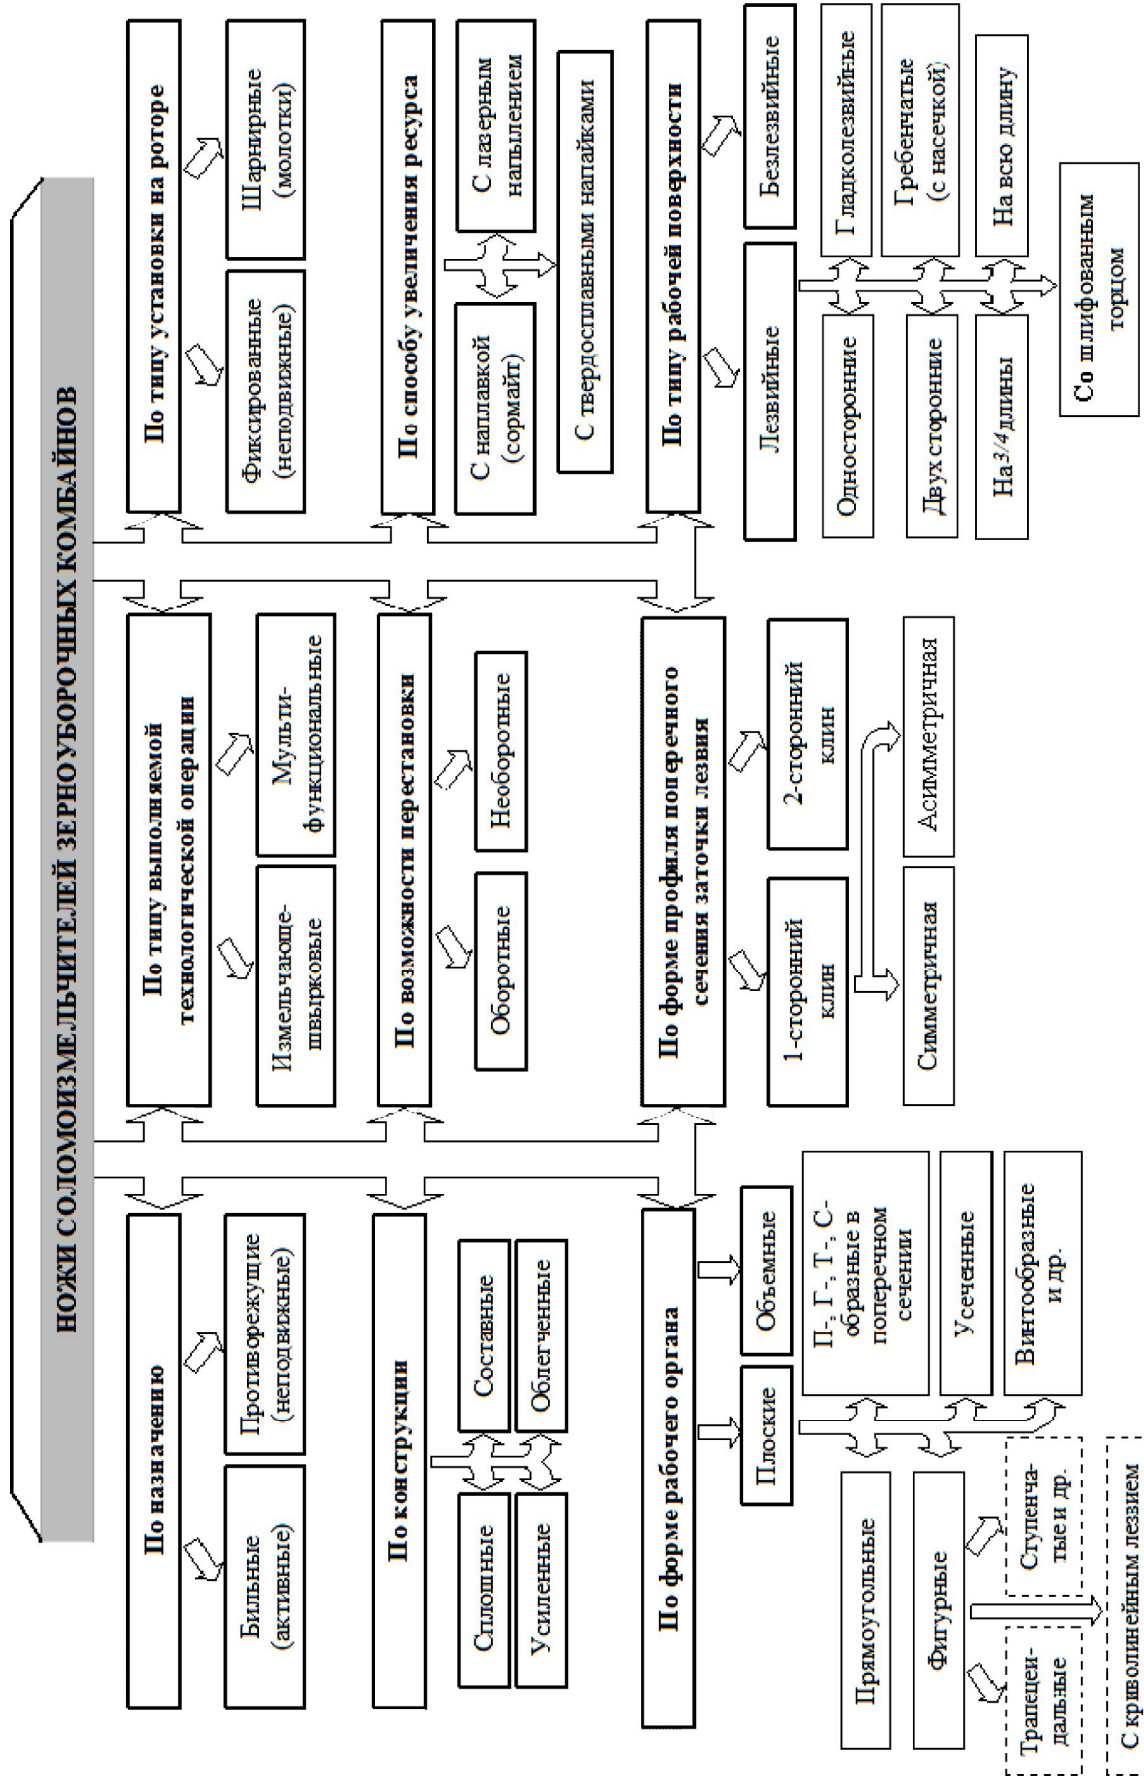 НОЖИ СОЛОМОИЗМЕЛЬЧИТЕЛЕЙ ЗЕРНОУБОРОЧНЫХ КОМБАЙНОВ
По назначению
Бильные
(активные)
Противорежущие
(неподвижные)
По типу выполняемой
технологической операции
Измельчающе-
швырковые
Мульти-
функциональные
По типу установки на роторе
Фиксированные
(неподвижные)
Шарнирные
(молотки)
По конструкции
Сплошные
Составные
Усиленные
Облегченные
По возможности перестановки
Оборотные
Необоротные
По способу увеличения ресурса
С наплавкой
(сормайт)
С лазерным
напылением
С твердосплавными напайками
По форме рабочего органа
Плоские
Объемные
Прямоугольные
П-, Г-, Т-, С-
образные в
поперечном
сечении
Фигурные
Усеченные
Трапецеи-
дальные
Ступенча-
тые и др.
Винтообразные
и др.
С криволинейным лезвием
По форме профиля поперечного
сечения заточки лезвия
1-сторонний
клин
2-сторонний
клин
Симметричная
Асимметричная
По типу рабочей поверхности
Лезвийные
Безлезвийные
Односторонние
Гладколезвийные
Двухсторонние
Гребенчатые
(с насечкой)
На 3/4 длины
На всю длину
Со шлифованным
торцом